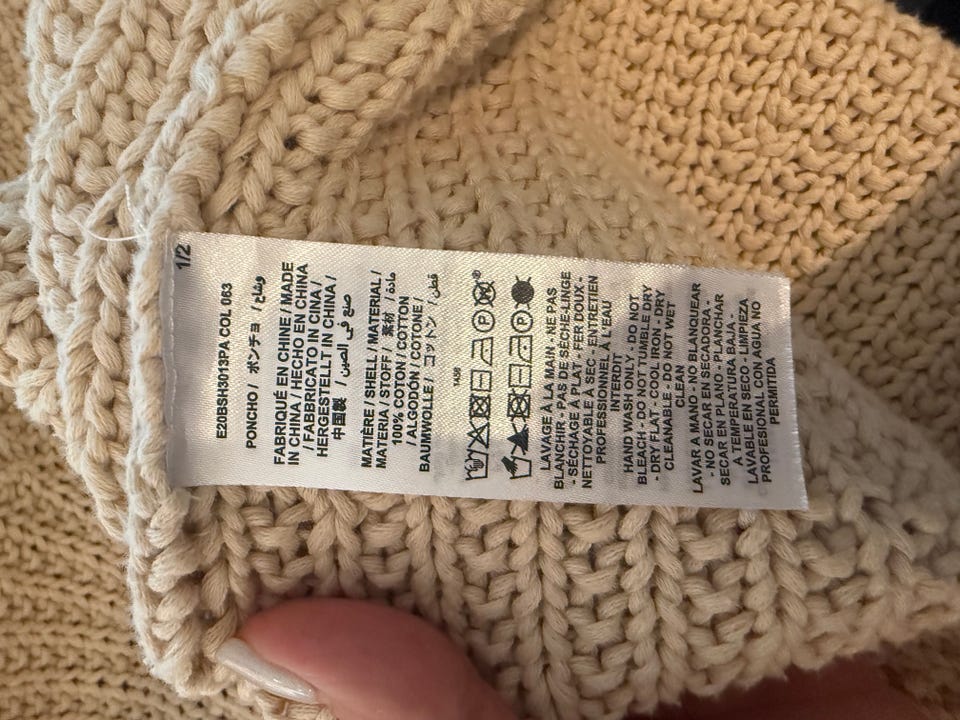 1/2
E20BSH3013PA COL 063
PONCHO / ポンチョ / وشاح
FABRIQUÉ EN CHINE / MADE
IN CHINA / HECHO EN CHINA
/ FABBRICATO IN CINA /
HERGESTELLT IN CHINA /
中国製 / صنع في الصين
MATIÈRE / SHELL / MATERIAL /
MATERIA / STOFF / 素材 / مادة
100% COTON / COTTON
/ ALGODÓN / COTONE /
BAUMWOLLE / コットン / قطن
1456
LAVAGE À LA MAIN - NE PAS
BLANCHIR - PAS DE SÈCHE-LINGE
- SÉCHAGE À PLAT - FER DOUX -
NETTOYABLE À SEC - ENTRETIEN
PROFESSIONNEL À L'EAU
INTERDIT
HAND WASH ONLY - DO NOT
BLEACH - DO NOT TUMBLE DRY
- DRY FLAT - COOL IRON - DRY
CLEANABLE - DO NOT WET
CLEAN
LAVAR A MANO - NO BLANQUEAR
- NO SECAR EN SECADORA -
SECAR EN PLANO - PLANCHAR
A TEMPERATURA BAJA -
LAVABLE EN SECO - LIMPIEZA
PROFESIONAL CON AGUA NO
PERMITIDA